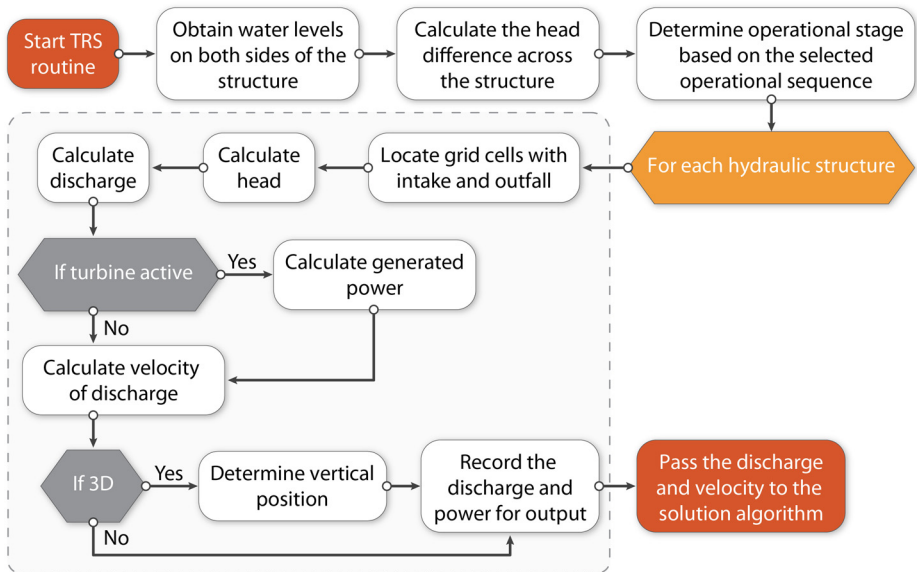 Start TRS
routine
Obtain water levels
on both sides of the
structure
Calculate the head
difference across
the structure
Determine operational stage
based on the selected
operational sequence
For each hydraulic structure
Locate grid cells with
intake and outfall
Calculate
head
Calculate
discharge
If turbine active
Yes
Calculate generated
power
No
Calculate velocity
of discharge
If 3D
Yes
Determine vertical
position
Record the
discharge and
power for output
No
Pass the discharge
and velocity to the
solution algorithm